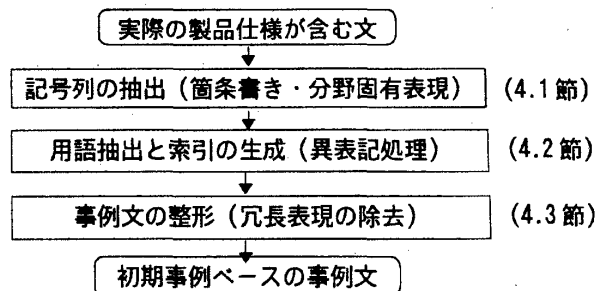 実際の製品仕様が含む文
記号列の抽出（箇条書き・分野固有表現） (4.1節)
用語抽出と索引の生成（異表記処理） (4.2節)
事例文の整形（冗長表現の除去） (4.3節)
初期事例ベースの事例文